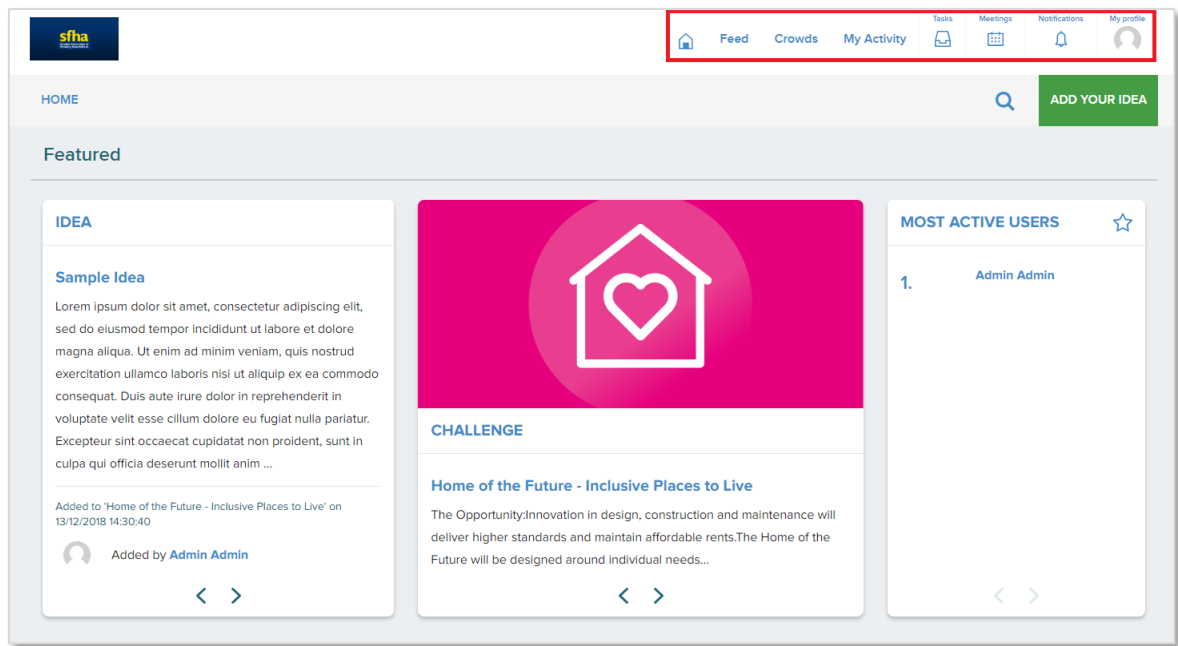 sfha
Tasks
Meetings
Notifications
My profile
Feed
Crowds
My Activity
HOME
ADD YOUR IDEA
Featured
IDEA
Sample Idea
Lorem ipsum dolor sit amet, consectetur adipiscing elit,
sed do eiusmod tempor incididunt ut labore et dolore
magna aliqua. Ut enim ad minim veniam, quis nostrud
exercitation ullamco laboris nisi ut aliquip ex ea commodo
consequat. Duis aute irure dolor in reprehenderit in
voluptate velit esse cillum dolore eu fugiat nulla pariatur.
Excepteur sint occaecat cupidatat non proident, sunt in
culpa qui officia deserunt mollit anim ...
Added to 'Home of the Future - Inclusive Places to Live' on
13/12/2018 14:30:40
Added by Admin Admin
CHALLENGE
Home of the Future - Inclusive Places to Live
The Opportunity:Innovation in design, construction and maintenance will
deliver higher standards and maintain affordable rents.The Home of the
Future will be designed around individual needs...
MOST ACTIVE USERS
1.
Admin Admin